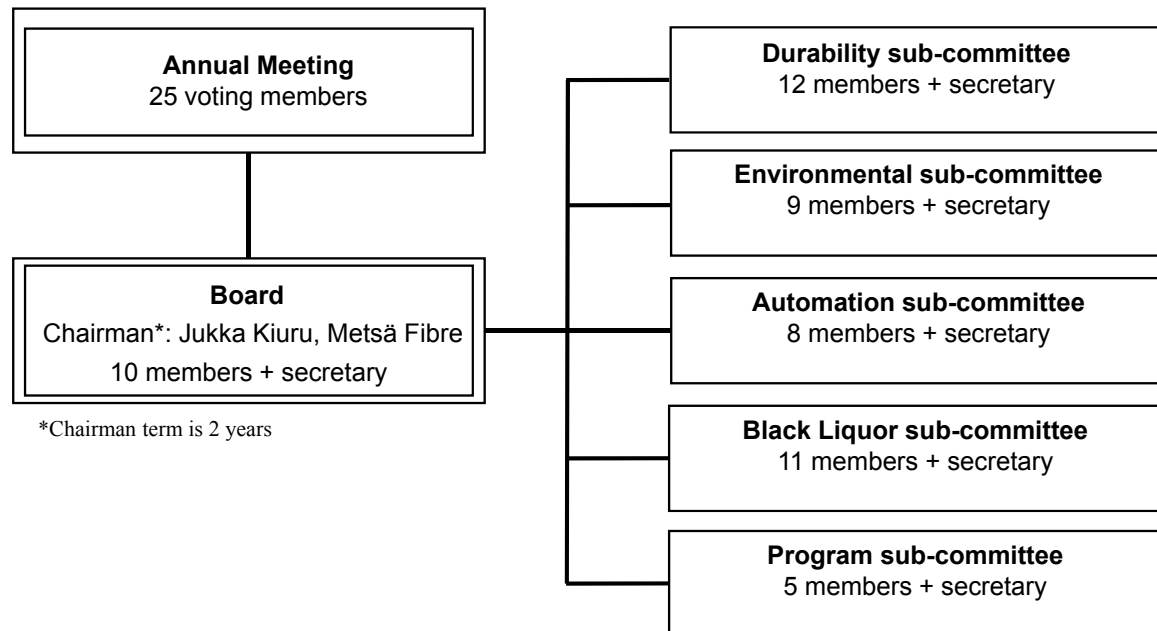 Annual Meeting
25 voting members
Board
Chairman*: Jukka Kiuru, Metsä Fibre
10 members + secretary
*Chairman term is 2 years
Durability sub-committee
12 members + secretary
Environmental sub-committee
9 members + secretary
Automation sub-committee
8 members + secretary
Black Liquor sub-committee
11 members + secretary
Program sub-committee
5 members + secretary